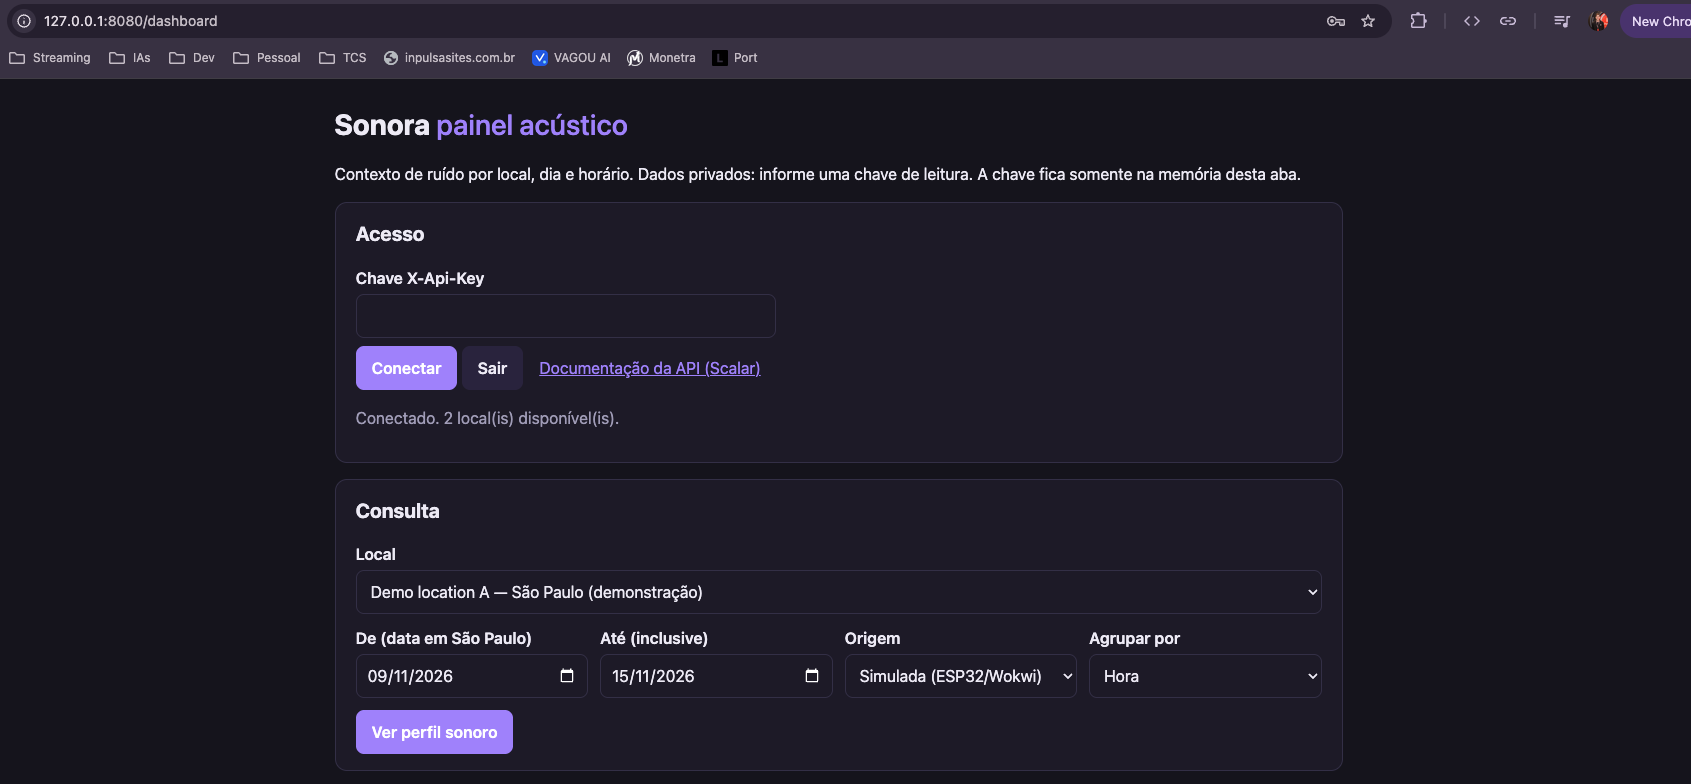 127.0.0.1:8080/dashboard
New Chro
Streaming
IAs
Dev
Pessoal
TCS
inpulsasites.com.br
VAGOU AI
Monetra
L
Port
Sonora painel acústico
Contexto de ruído por local, dia e horário. Dados privados: informe uma chave de leitura. A chave fica somente na memória desta aba.
Acesso
Chave X-Api-Key
Conectar
Sair
Documentação da API (Scalar)
Conectado. 2 local(is) disponível(is).
Consulta
Local
Demo location A — São Paulo (demonstração)
De (data em São Paulo)
Até (inclusive)
Origem
Agrupar por
09/11/2026
15/11/2026
Simulada (ESP32/Wokwi)
Hora
Ver perfil sonoro